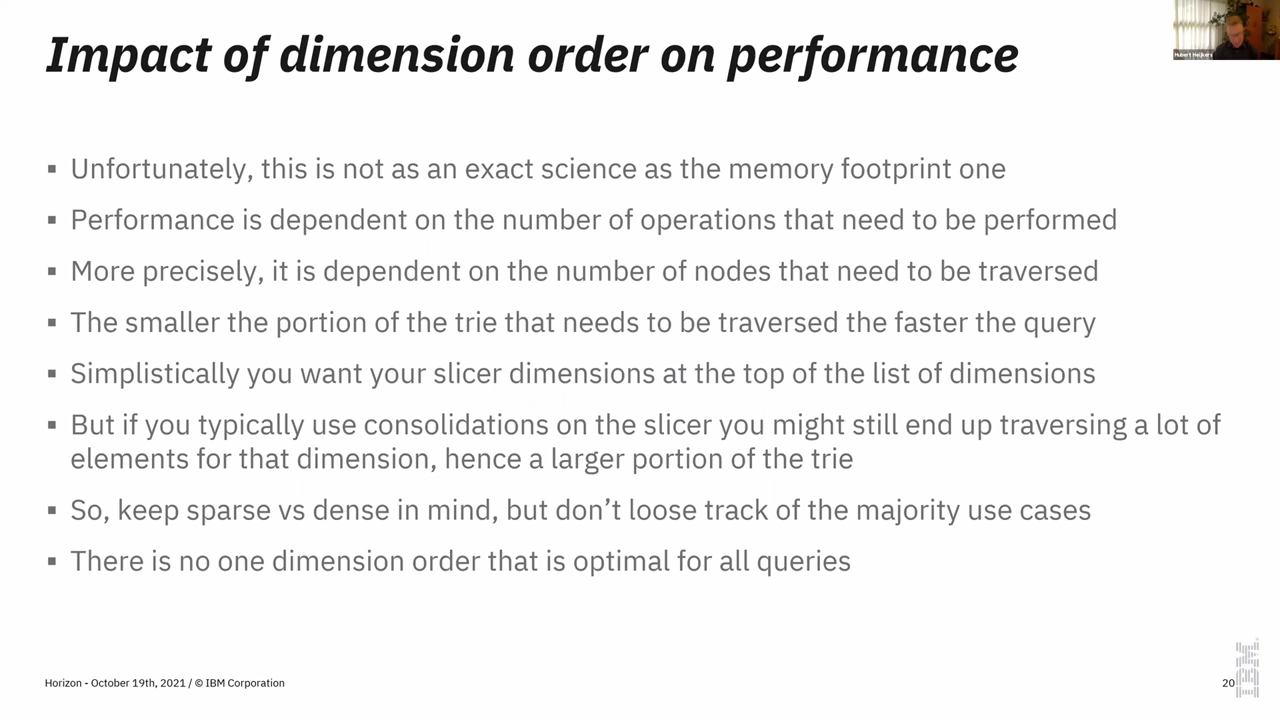 Impact of dimension order on performance
Hubert Heijkers
▪ Unfortunately, this is not as an exact science as the memory footprint one
▪ Performance is dependent on the number of operations that need to be performed
▪ More precisely, it is dependent on the number of nodes that need to be traversed
▪ The smaller the portion of the trie that needs to be traversed the faster the query
▪ Simplistically you want your slicer dimensions at the top of the list of dimensions
▪ But if you typically use consolidations on the slicer you might still end up traversing a lot of
elements for that dimension, hence a larger portion of the trie
▪ So, keep sparse vs dense in mind, but don’t loose track of the majority use cases
▪ There is no one dimension order that is optimal for all queries
Horizon - October 19th, 2021 / © IBM Corporation
20
IBM